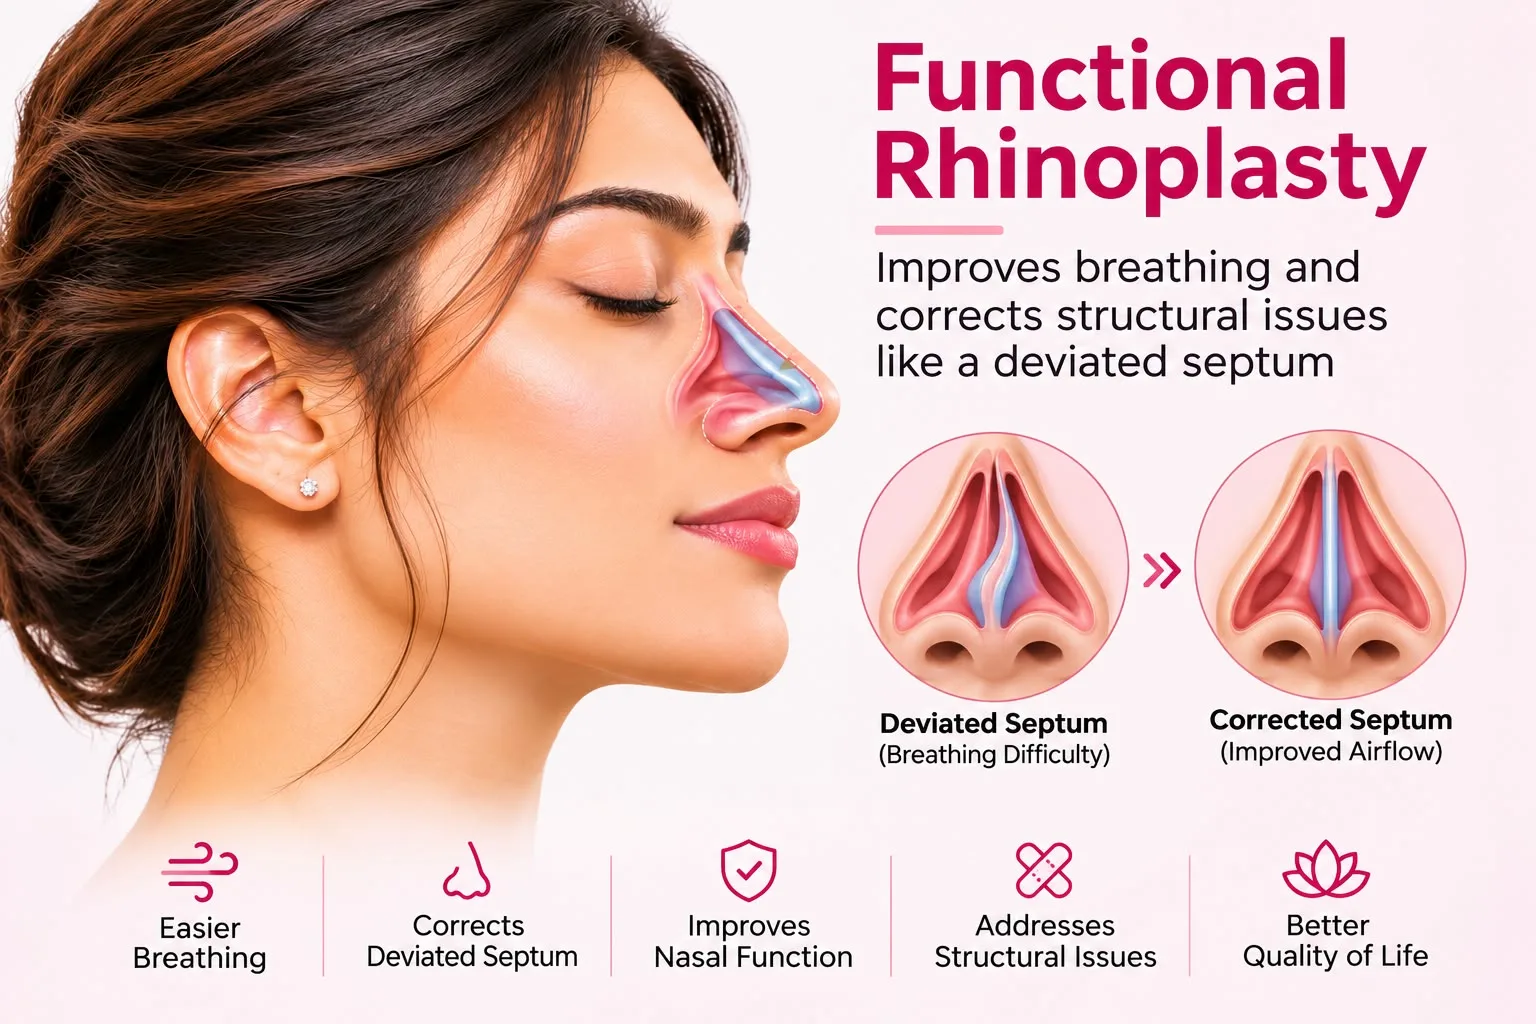 Functional
Rhinoplasty
Improves breathing and
corrects structural issues
like a deviated septum
Deviated Septum
(Breathing Difficulty)
Corrected Septum
(Improved Airflow)
Easier
Breathing
Corrects
Deviated Septum
Improves
Nasal Function
Addresses
Structural Issues
Better
Quality of Life